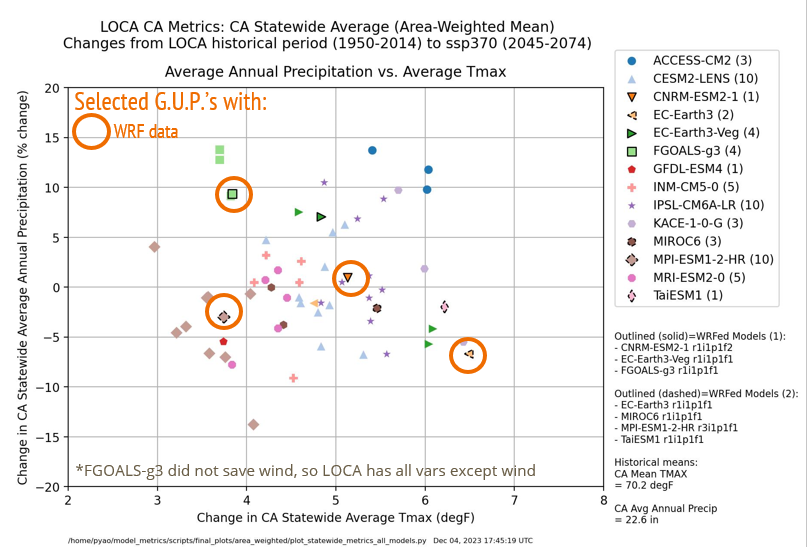 LOCA CA Metrics: CA Statewide Average (Area-Weighted Mean)
Changes from LOCA historical period (1950-2014) to ssp370 (2045-2074)
Average Annual Precipitation vs. Average Tmax
Selected G.U.P.'s with:
WRF data
Change in CA Statewide Average Annual Precipitation (% change)
20
15
10
5
0
−5
−10
−15
−20
*FGOALS-g3 did not save wind, so LOCA has all vars except wind
2 3 4 5 6 7 8
Change in CA Statewide Average Tmax (degF)
/home/pyao/model_metrics/scripts/final_plots/area_weighted/plot_statewide_metrics_all_models.py Dec 04, 2023 17:45:19 UTC
ACCESS-CM2 (3)
CESM2-LENS (10)
CNRM-ESM2-1 (1)
EC-Earth3 (2)
EC-Earth3-Veg (4)
FGOALS-g3 (4)
GFDL-ESM4 (1)
INM-CM5-0 (5)
IPSL-CM6A-LR (10)
KACE-1-0-G (3)
MIROC6 (3)
MPI-ESM1-2-HR (10)
MRI-ESM2-0 (5)
TaiESM1 (1)
Outlined (solid)=WRFed Models (1):
- CNRM-ESM2-1 r1i1p1f2
- EC-Earth3-Veg r1i1p1f1
- FGOALS-g3 r1i1p1f1
Outlined (dashed)=WRFed Models (2):
- EC-Earth3 r1i1p1f1
- MIROC6 r1i1p1f1
- MPI-ESM1-2-HR r3i1p1f1
- TaiESM1 r1i1p1f1
Historical means:
CA Mean TMAX
= 70.2 degF
CA Avg Annual Precip
= 22.6 in